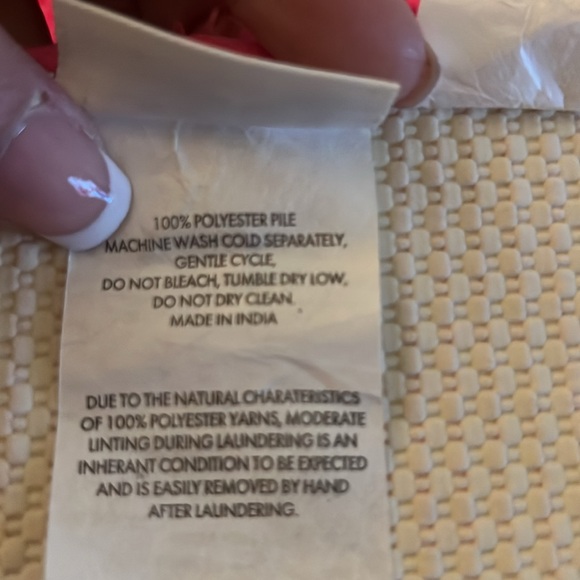 100% POLYESTER PILE
MACHINE WASH COLD SEPARATELY,
GENTLE CYCLE,
DO NOT BLEACH, TUMBLE DRY LOW,
DO NOT DRY CLEAN.
MADE IN INDIA
DUE TO THE NATURAL CHARATERISTICS
OF 100% POLYESTER YARNS, MODERATE
LINTING DURING LAUNDERING IS AN
INHERANT CONDITION TO BE EXPECTED
AND IS EASILY REMOVED BY HAND
AFTER LAUNDERING.